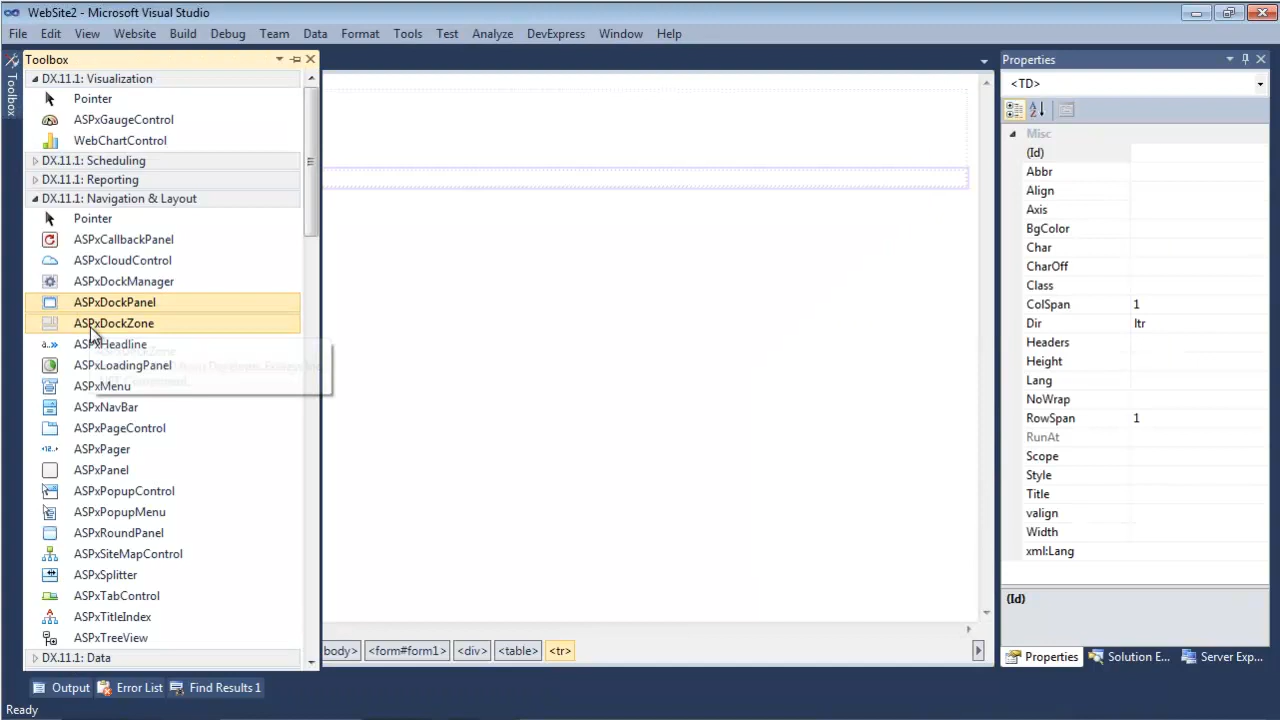 WebSite2 - Microsoft Visual Studio
File Edit View Website Build Debug Team Data Format Tools Test Analyze DevExpress Window Help
Toolbox
Toolbox
DX.11.1: Visualization
Pointer
ASPxGaugeControl
WebChartControl
DX.11.1: Scheduling
DX.11.1: Reporting
DX.11.1: Navigation & Layout
Pointer
ASPxCallbackPanel
ASPxCloudControl
ASPxDockManager
ASPxDockPanel
ASPxDockZone
ASPxHeadline
ASPxLoadingPanel
ASPxMenu
ASPxNavBar
ASPxPageControl
ASPxPager
ASPxPanel
ASPxPopupControl
ASPxPopupMenu
ASPxRoundPanel
ASPxSiteMapControl
ASPxSplitter
ASPxTabControl
ASPxTitleIndex
ASPxTreeView
DX.11.1: Data
body> <form#form1> <div> <table> <tr>
Properties
<TD>
Misc
(Id)
Abbr
Align
Axis
BgColor
Char
CharOff
Class
ColSpan 1
Dir ltr
Headers
Height
Lang
NoWrap
RowSpan 1
RunAt
Scope
Style
Title
valign
Width
xml:Lang
(Id)
Properties Solution E... Server Exp...
Output Error List Find Results 1
Ready